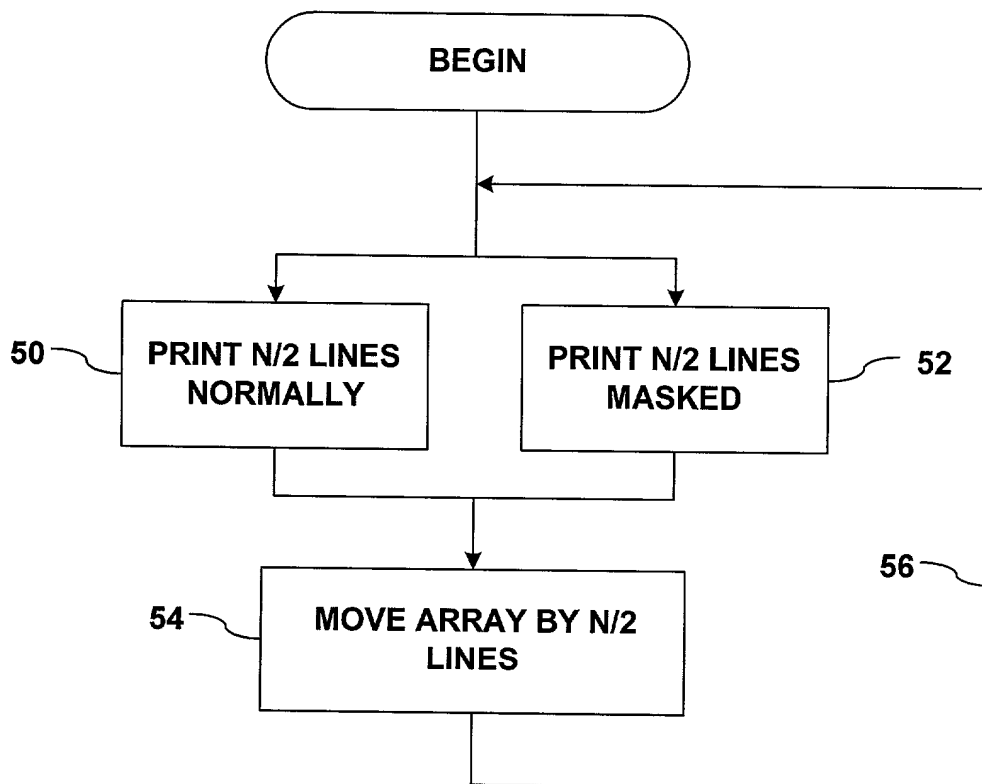 BEGIN
50
PRINT N/2 LINES
NORMALLY
PRINT N/2 LINES
MASKED
52
56
54
MOVE ARRAY BY N/2
LINES